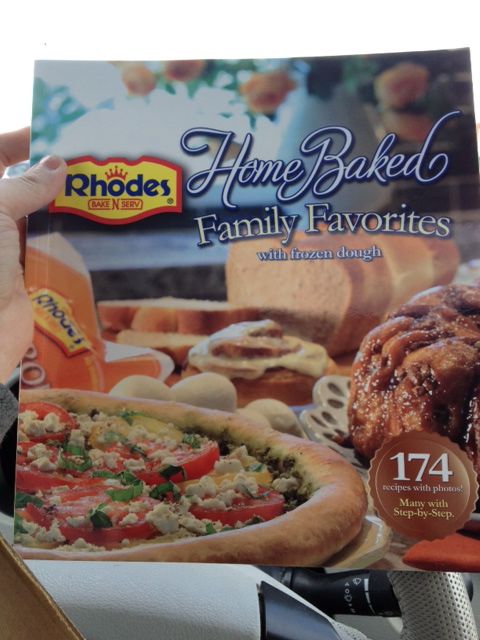 Home Baked
Rhodes
BAKE N SERV
®
Family Favorites
with frozen dough
Rhodes
174
recipes with photos!
Many with
Step-by-Step.